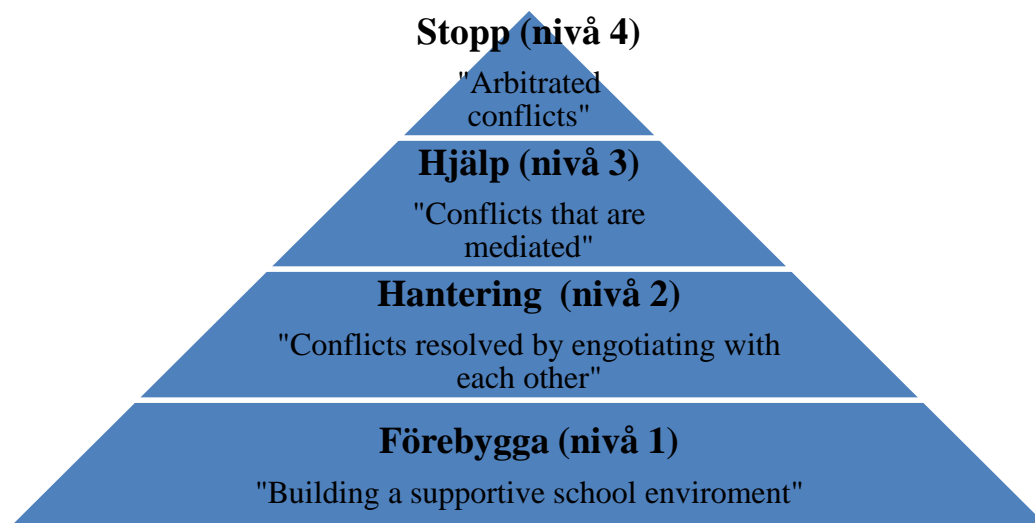 Stopp (nivå 4)
"Arbitrated
conflicts"
Hjälp (nivå 3)
"Conflicts that are
mediated"
Hantering (nivå 2)
"Conflicts resolved by engotiating with
each other"
Förebygga (nivå 1)
"Building a supportive school enviroment"